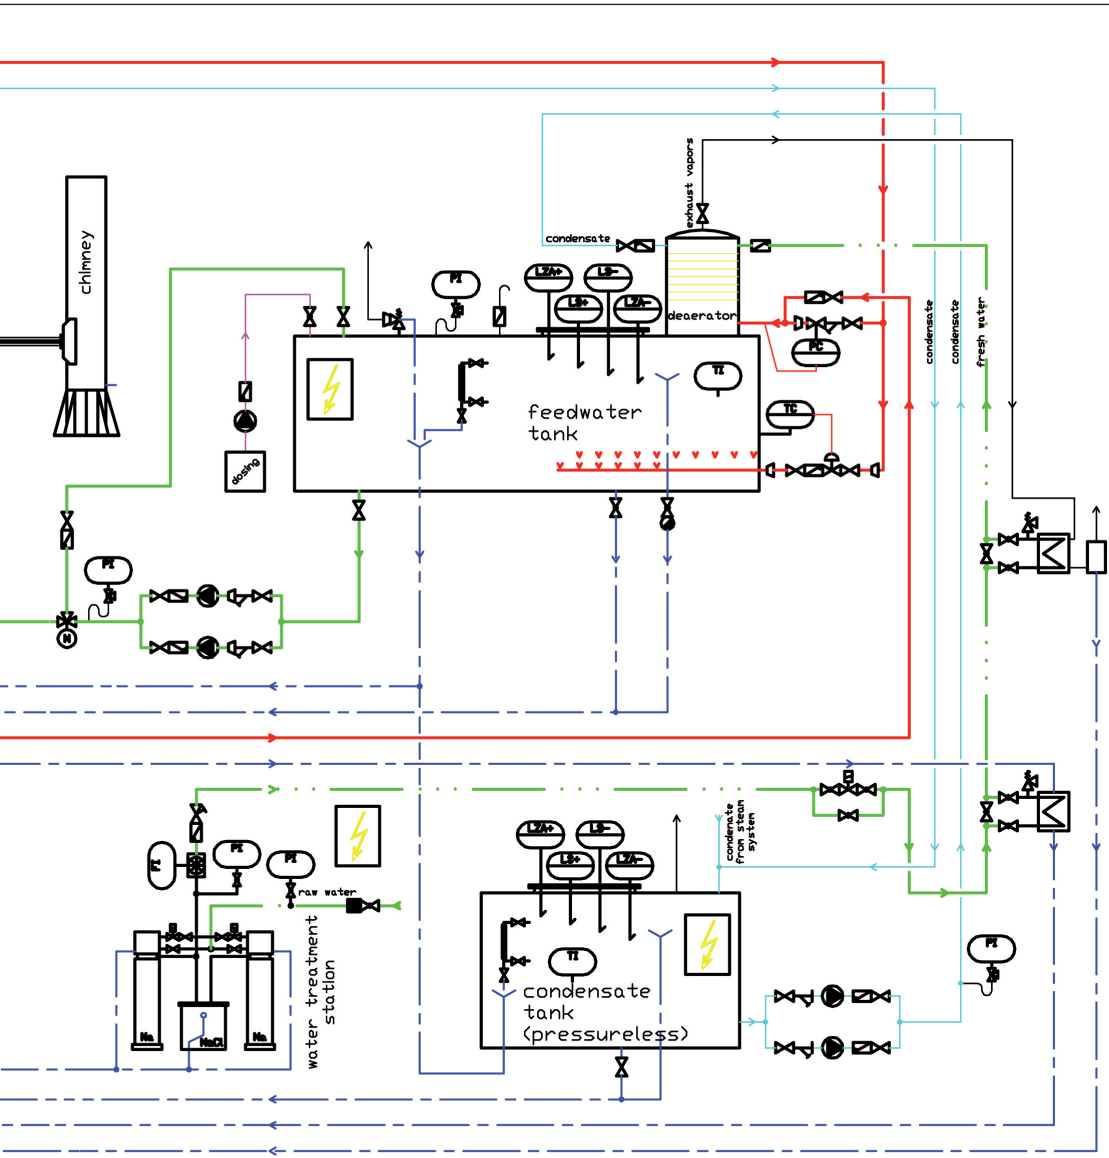 exhaust vapors
chimney
condensate
PI
LZA+
LS-
LS+
LZA-
deaerator
condensate
condensate
fresh water
PC
TI
TC
feedwater
tank
dosing
PI
M
condensate
from steam
system
LZA+
LS-
LS+
LZA-
FI
PI
PI
raw water
water treatment
station
TI
PI
condensate
tank
(pressureless)
Na
NaCl
Na